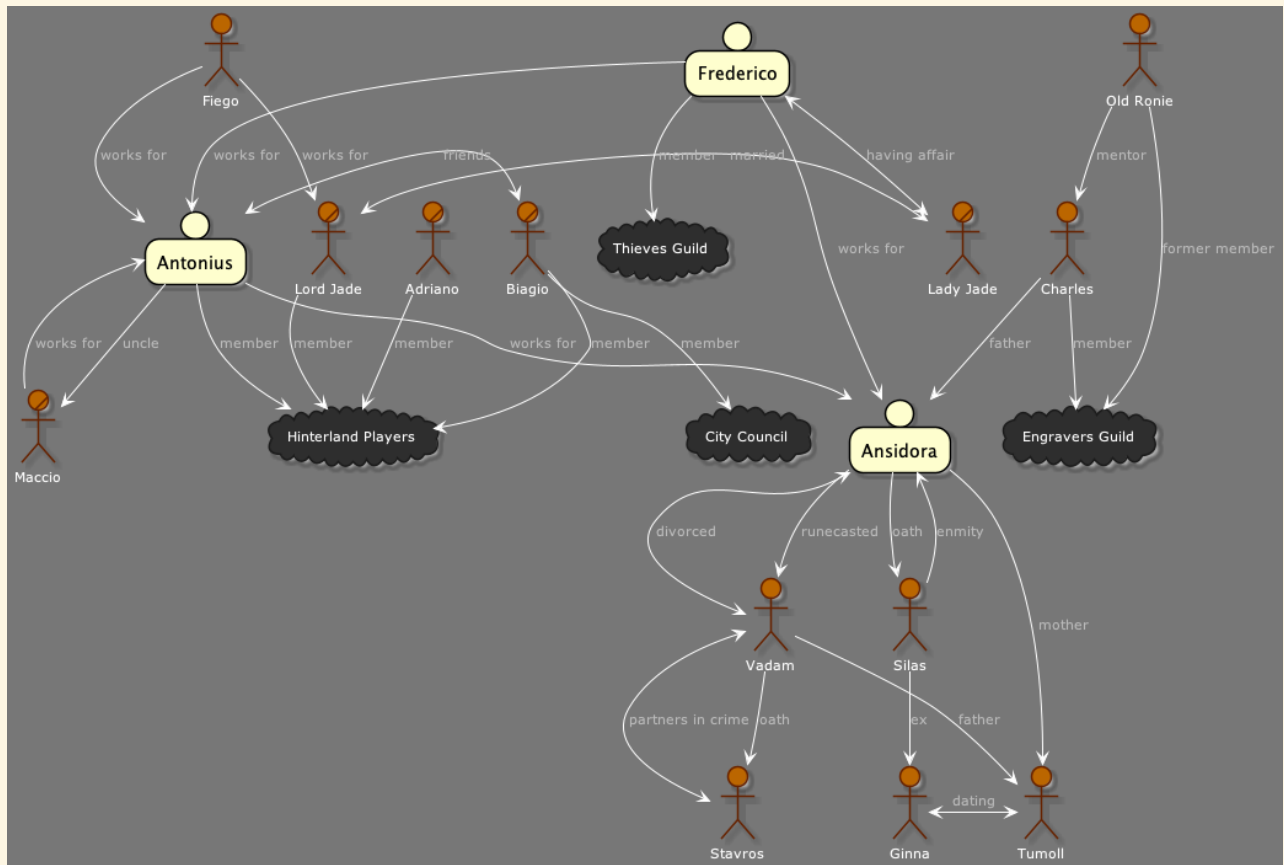 Frederico
Fiego
Old Ronie
works for
works for
works for
friends
member
married
having affair
mentor
Thieves Guild
works for
former member
Antonius
Lord Jade
Adriano
Biagio
Lady Jade
Charles
works for
uncle
member
member
member
works for
member
member
father
member
Hinterland Players
City Council
Engravers Guild
Ansidora
Maccio
divorced
runecasted
oath
enmity
mother
Vadam
Silas
partners in crime
oath
ex
father
dating
Stavros
Ginna
Tumoll